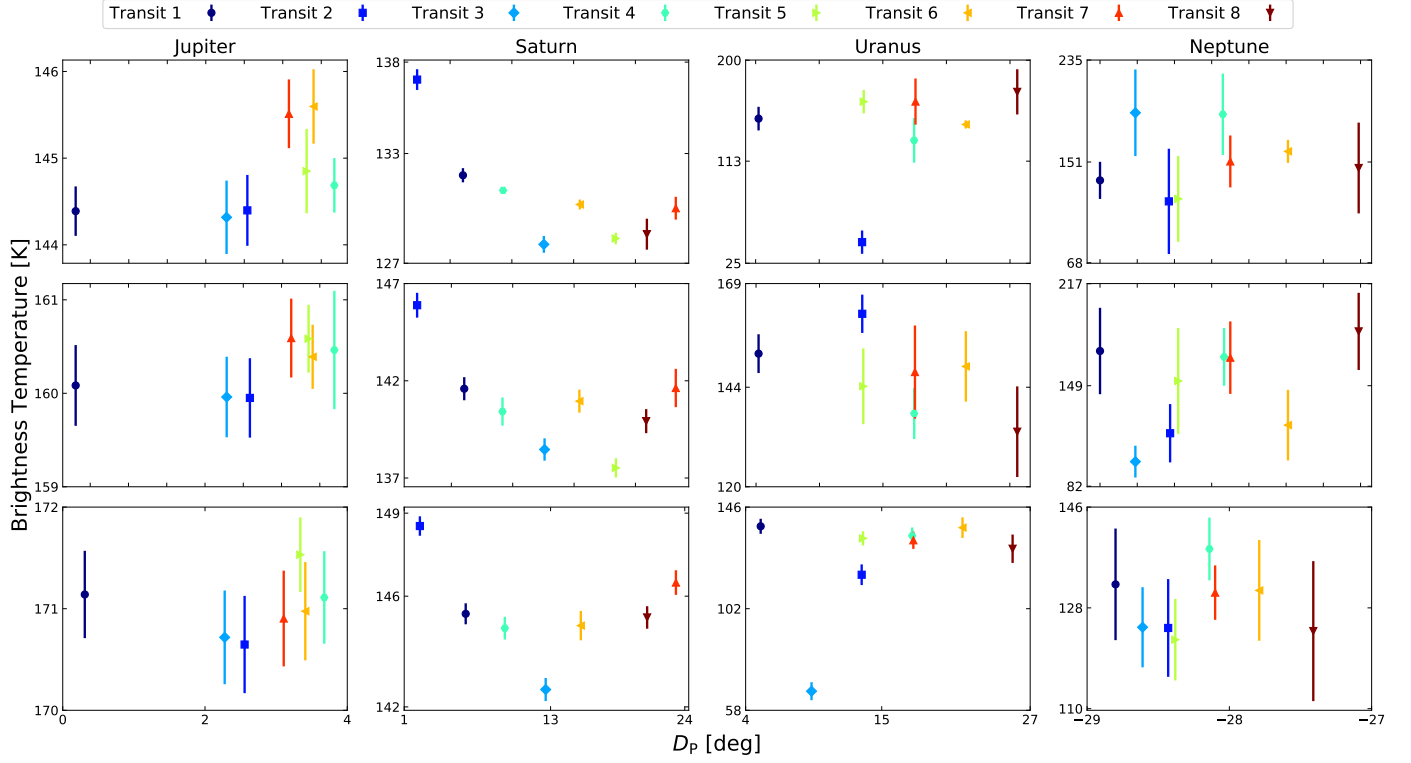 Transit 1 Transit 2 Transit 3 Transit 4 Transit 5 Transit 6 Transit 7 Transit 8
Jupiter Saturn Uranus Neptune
146 138 200 235
145 133 113 151
144 127 25 68
161 147 169 217
160 142 144 149
159 137 120 82
172 149 146 146
171 146 102 128
170 142 58 110
0 2 4 1 13 24 4 15 27 −29 −28 −27
Brightness Temperature [K]
D_P [deg]